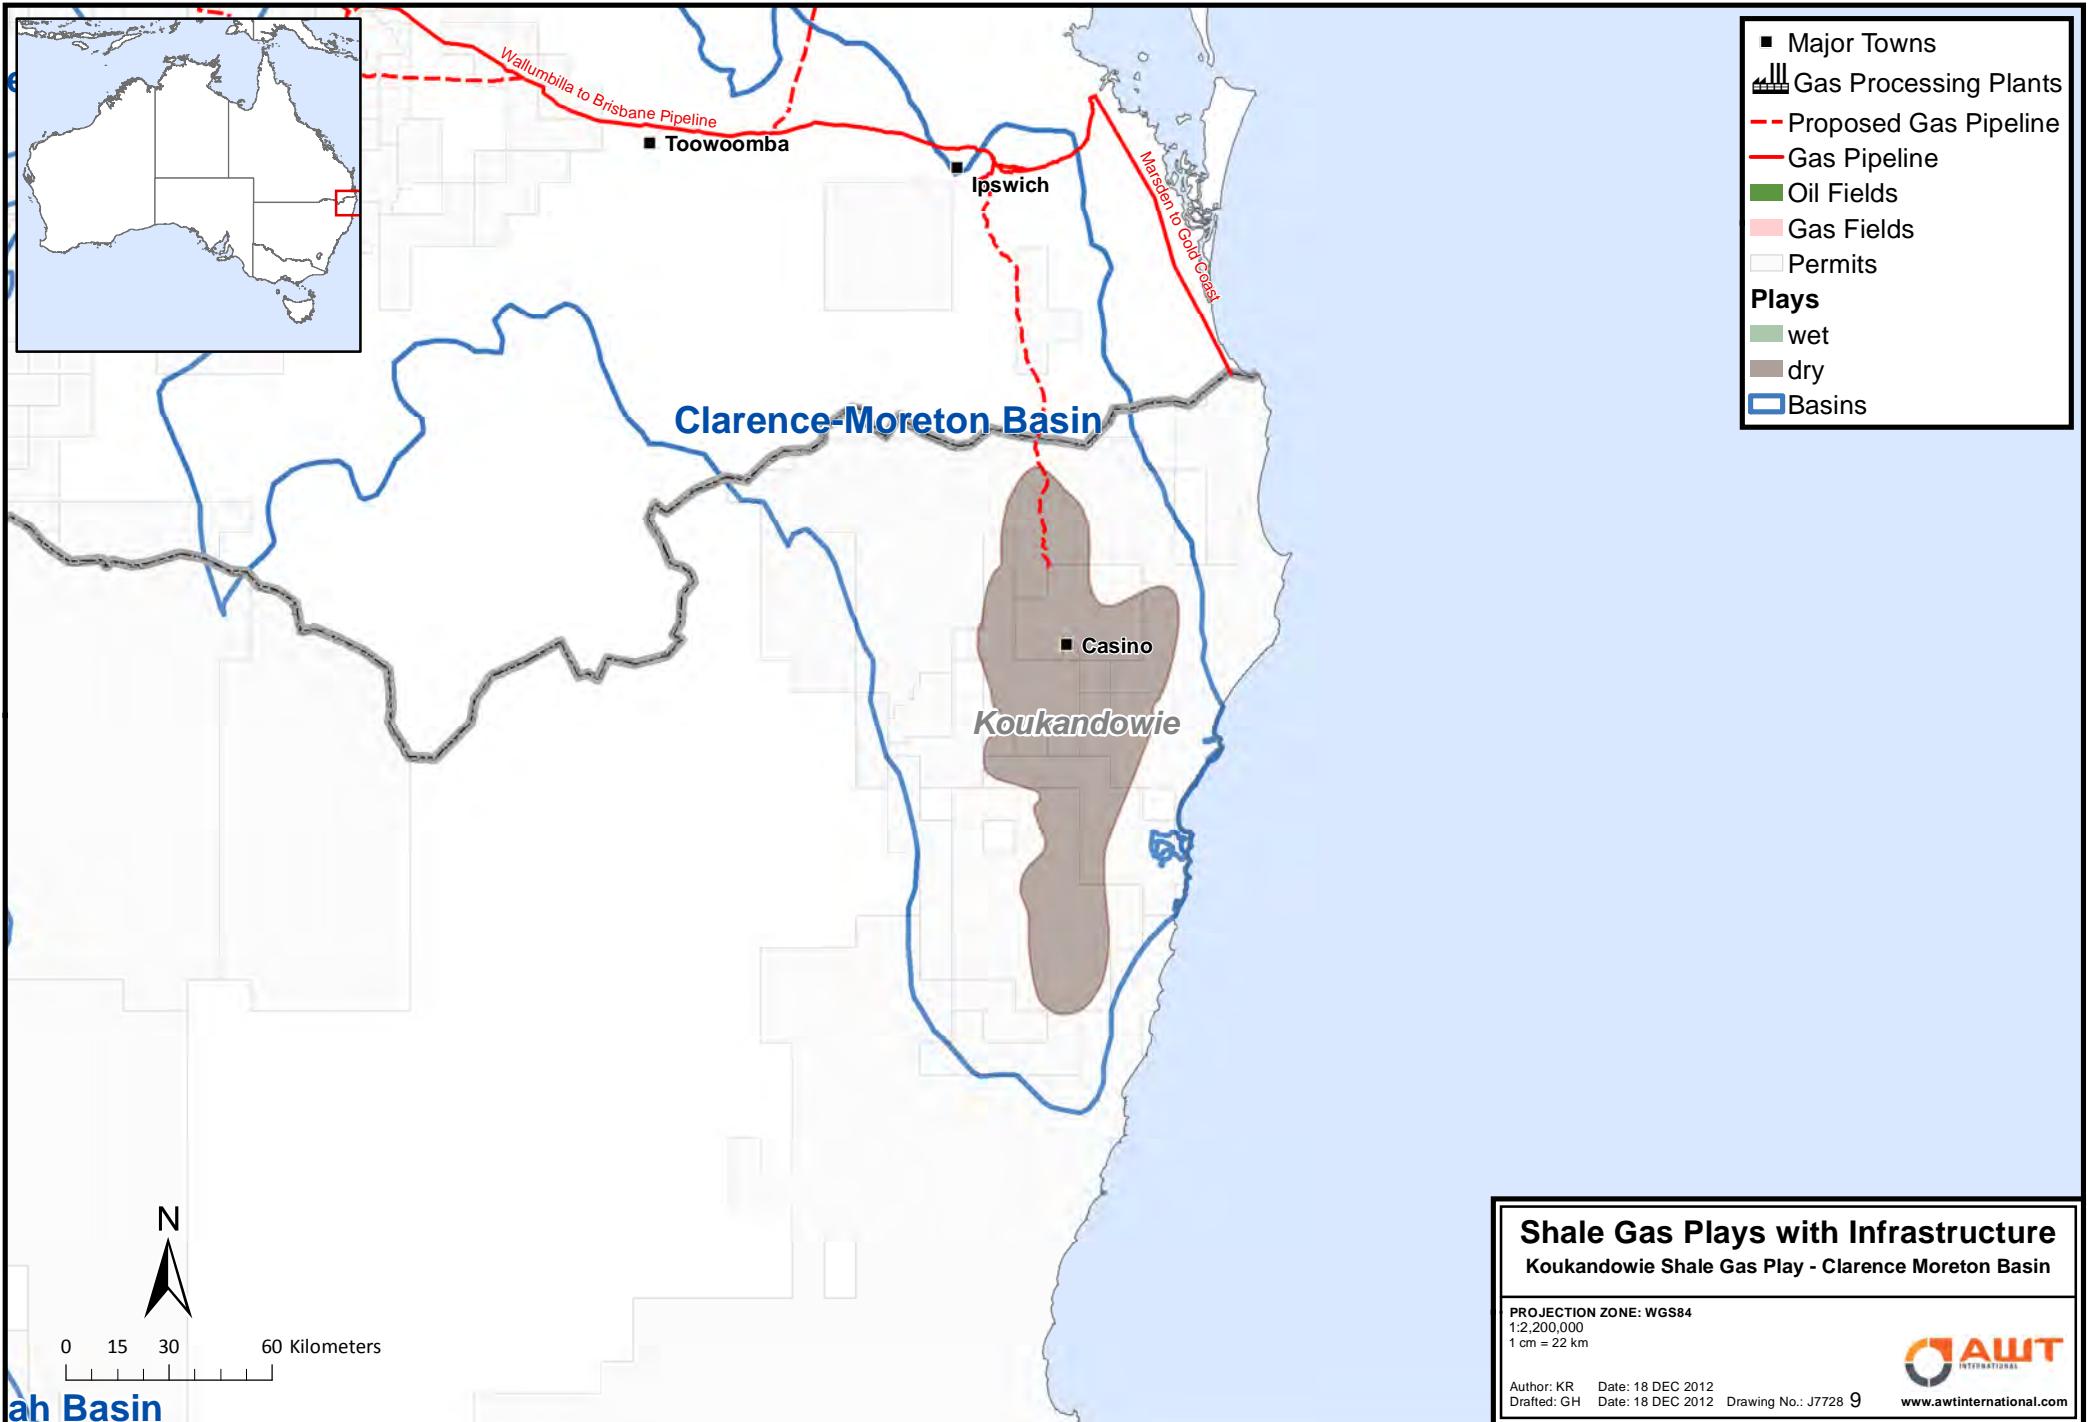 Wallumbilla to Brisbane Pipeline
Toowoomba
Ipswich
Marsden to Gold Coast
Clarence-Moreton Basin
Casino
Koukandowie
Major Towns
Gas Processing Plants
Proposed Gas Pipeline
Gas Pipeline
Oil Fields
Gas Fields
Permits
Plays
wet
dry
Basins
N
0 15 30 60 Kilometers
ah Basin
Shale Gas Plays with Infrastructure
Koukandowie Shale Gas Play - Clarence Moreton Basin
PROJECTION ZONE: WGS84
1:2,200,000
1 cm = 22 km
Author: KR Date: 18 DEC 2012
Drafted: GH Date: 18 DEC 2012 Drawing No.: J7728 9
AWT
INTERNATIONAL
www.awtinternational.com